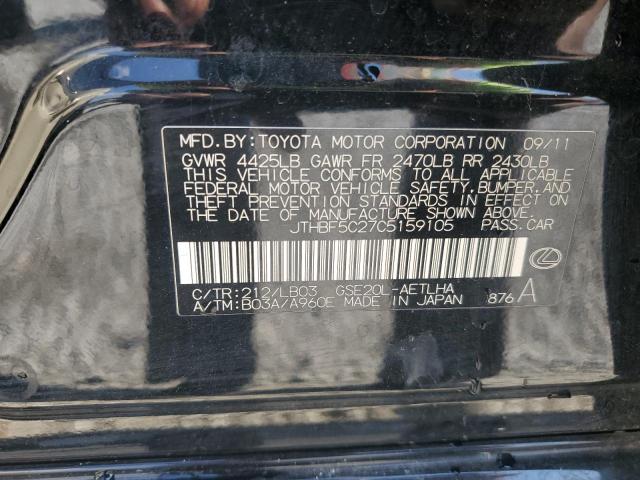 MFD.BY:TOYOTA MOTOR CORPORATION 09/11
GVWR 4425LB GAWR FR 2470LB RR 2430LB
THIS VEHICLE CONFORMS TO ALL APPLICABLE
FEDERAL MOTOR VEHICLE SAFETY,BUMPER,AND
THEFT PREVENTION STANDARDS IN EFFECT ON
THE DATE OF MANUFACTURE SHOWN ABOVE.
JTHBF5C27C5159105 PASS.CAR
C/TR:212/LB03 GSE20L-AETLHA
A/TM:B03A/A960E MADE IN JAPAN 876A